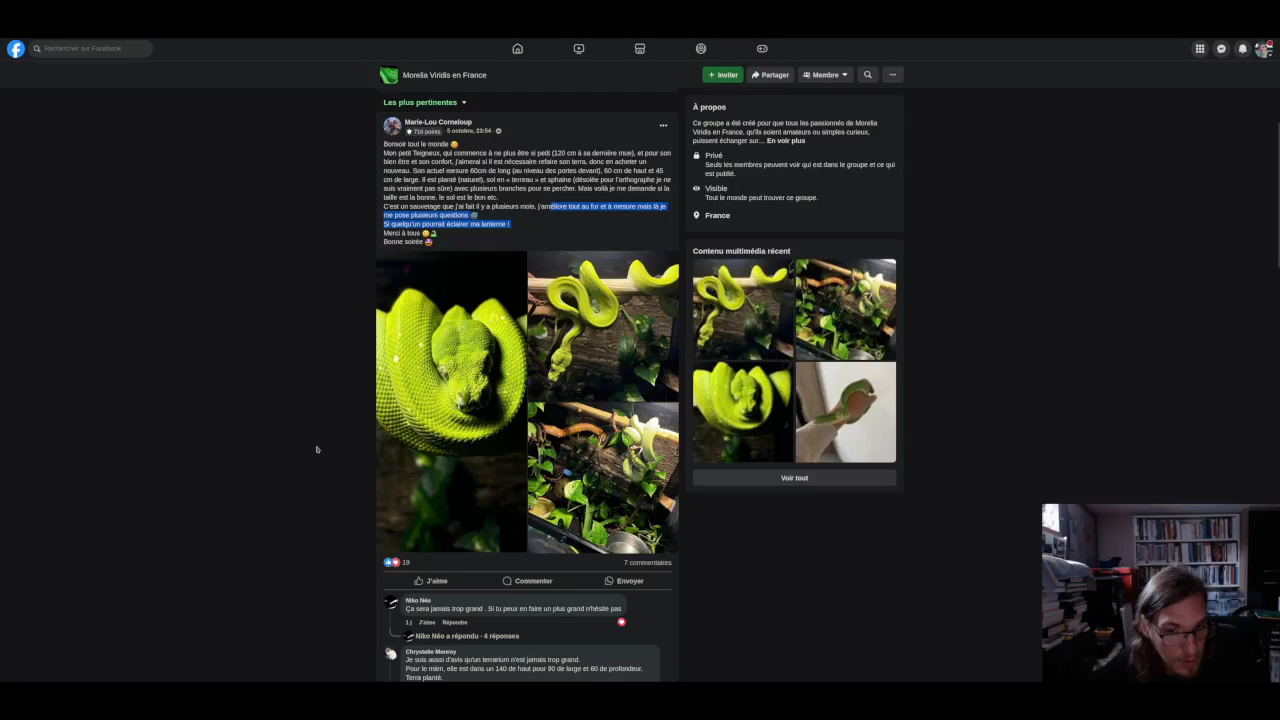 Rechercher sur Facebook
Morelia Viridis en France
Inviter
Partager
Membre
Les plus pertinentes
Marie-Lou Corneloup
716 points · 5 octobre, 23:54 ·
Bonsoir tout le monde
Mon petit Teigneux, qui commence à ne plus être si petit (120 cm à sa dernière mue), et pour son
bien être et son confort, j'aimerai si il est nécessaire refaire son terra, donc en acheter un
nouveau. Son actuel mesure 60cm de long (au niveau des portes devant), 60 cm de haut et 45
cm de large. Il est planté (naturel), sol en « terreau » et sphaine (désolée pour l'orthographe je ne
suis vraiment pas sûre) avec plusieurs branches pour se percher. Mais voilà je me demande si la
taille est la bonne, le sol est le bon etc.
C'est un sauvetage que j'ai fait il y a plusieurs mois, j'améliore tout au fur et à mesure mais là je
me pose plusieurs questions
Si quelqu'un pourrait éclairer ma lanterne !
Merci à tous
Bonne soirée
19
7 commentaires
J'aime
Commenter
Envoyer
Niko Néo
Ça sera jamais trop grand . Si tu peux en faire un plus grand n'hésite pas
1 j J'aime Répondre
Niko Néo a répondu · 4 réponses
Chrystelle Monroy
Je suis aussi d'avis qu'un terrarium n'est jamais trop grand.
Pour le mien, elle est dans un 140 de haut pour 90 de large et 60 de profondeur.
Terra planté.
À propos
Ce groupe a été créé pour que tous les passionnés de Morelia
Viridis en France, qu'ils soient amateurs ou simples curieux,
puissent échanger sur… En voir plus
Privé
Seuls les membres peuvent voir qui est dans le groupe et ce qui
est publié.
Visible
Tout le monde peut trouver ce groupe.
France
Contenu multimédia récent
Voir tout